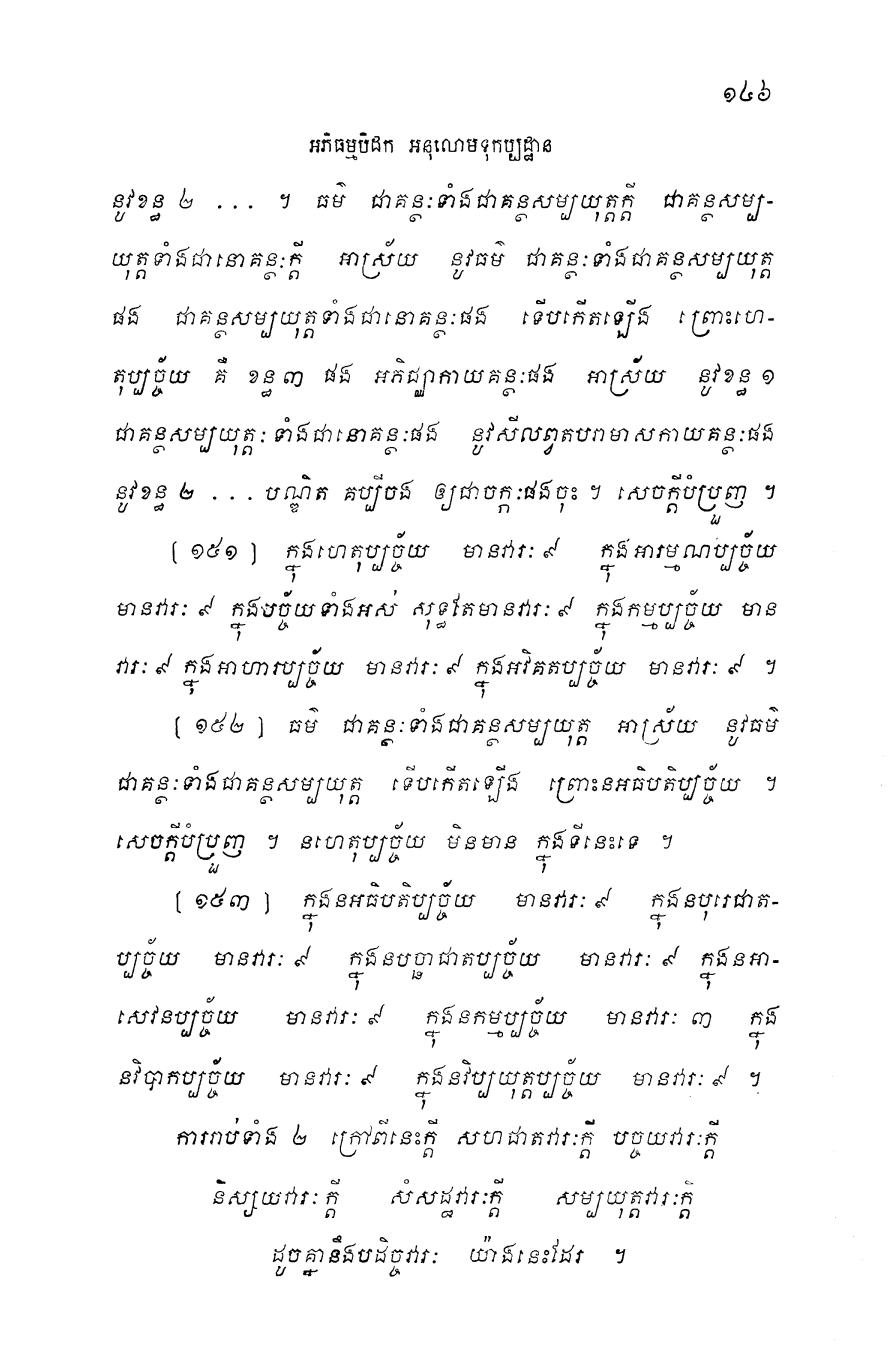 ១៤៦
អភិធម្មបិដក អនុលោមទុកប្បដ្ឋាន
នូវខន្ធ ២ ... ។ ធម៌ ជាគន្ថៈទាំងជាគន្ថសម្បយុត្តក្តី ជាគន្ថសម្ប-
យុត្តទាំងជានោគន្ថៈក្តី អាស្រ័យ នូវធម៌ ជាគន្ថៈទាំងជាគន្ថសម្បយុត្ត
ផង ជាគន្ថសម្បយុត្តទាំងជានោគន្ថៈផង ទើបកើតឡើង ព្រោះហេ-
តុប្បច្ច័យ គឺ ខន្ធ ៣ ផង អភិជ្ឈាកាយគន្ថៈផង អាស្រ័យ នូវខន្ធ ១
ជាគន្ថសម្បយុត្តៈទាំងជានោគន្ថៈផង នូវសីលព្វតបរាមាសកាយគន្ថៈផង
នូវខន្ធ ២ ... បណ្ឌិត គប្បីចង ឲ្យជាចក្កៈផងចុះ ។ សេចក្តីបំប្រួញ ។
[ ១៥១ ] ក្នុងហេតុប្បច្ច័យ មានវារៈ ៩ ក្នុងអារម្មណប្បច្ច័យ
មានវារៈ ៩ ក្នុងបច្ច័យទាំងអស់ សុទ្ធតែមានវារៈ ៩ ក្នុងកម្មប្បច្ច័យ មាន
វារៈ ៩ ក្នុងអាហារប្បច្ច័យ មានវារៈ ៩ ក្នុងអវិគតប្បច្ច័យ មានវារៈ ៩ ។
[ ១៥២ ] ធម៌ ជាគន្ថៈទាំងជាគន្ថសម្បយុត្ត អាស្រ័យ នូវធម៌
ជាគន្ថៈទាំងជាគន្ថសម្បយុត្ត ទើបកើតឡើង ព្រោះនអធិបតិប្បច្ច័យ ។
សេចក្តីបំប្រួញ ។ នហេតុប្បច្ច័យ មិនមាន ក្នុងទីនេះទេ ។
[ ១៥៣ ] ក្នុងនអធិបតិប្បច្ច័យ មានវារៈ ៩ ក្នុងនបុរេជាត-
ប្បច្ច័យ មានវារៈ ៩ ក្នុងនបច្ឆាជាតប្បច្ច័យ មានវារៈ ៩ ក្នុងនអា-
សេវនប្បច្ច័យ មានវារៈ ៩ ក្នុងនកម្មប្បច្ច័យ មានវារៈ ៣ ក្នុង
នវិបាកប្បច្ច័យ មានវារៈ ៩ ក្នុងនវិប្បយុត្តប្បច្ច័យ មានវារៈ ៩ ។
ការរាប់ទាំង ២ ក្រៅពីនេះក្តី សហជាតវារៈក្តី បច្ចយវារៈក្តី
និស្សយវារៈក្តី សំសដ្ឋវារៈក្តី សម្បយុត្តវារៈក្តី
ដូចគ្នានឹងបដិច្ចវារៈ យ៉ាងនេះដែរ ។